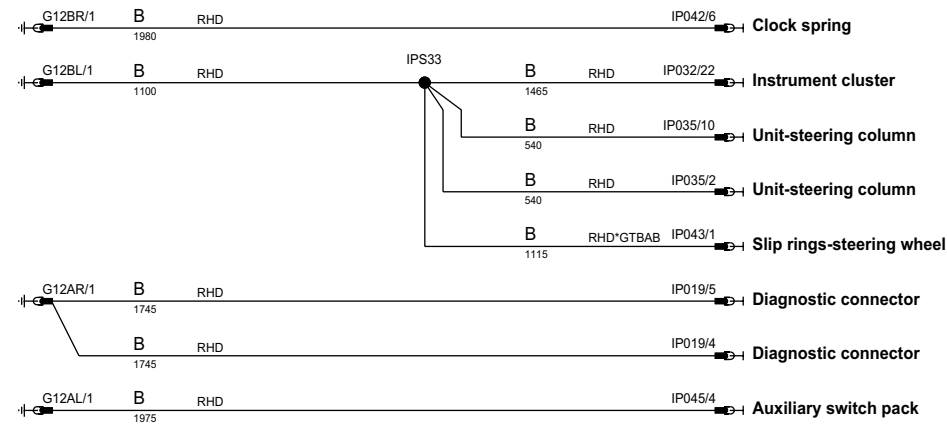 G12BR/1 B RHD IP042/6 Clock spring
1980
IPS33
G12BL/1 B RHD B RHD IP032/22 Instrument cluster
1100 1465
B RHD IP035/10 Unit-steering column
540
B RHD IP035/2 Unit-steering column
540
B RHD*GTBAB IP043/1 Slip rings-steering wheel
1115
G12AR/1 B RHD IP019/5 Diagnostic connector
1745
B RHD IP019/4 Diagnostic connector
1745
G12AL/1 B RHD IP045/4 Auxiliary switch pack
1975